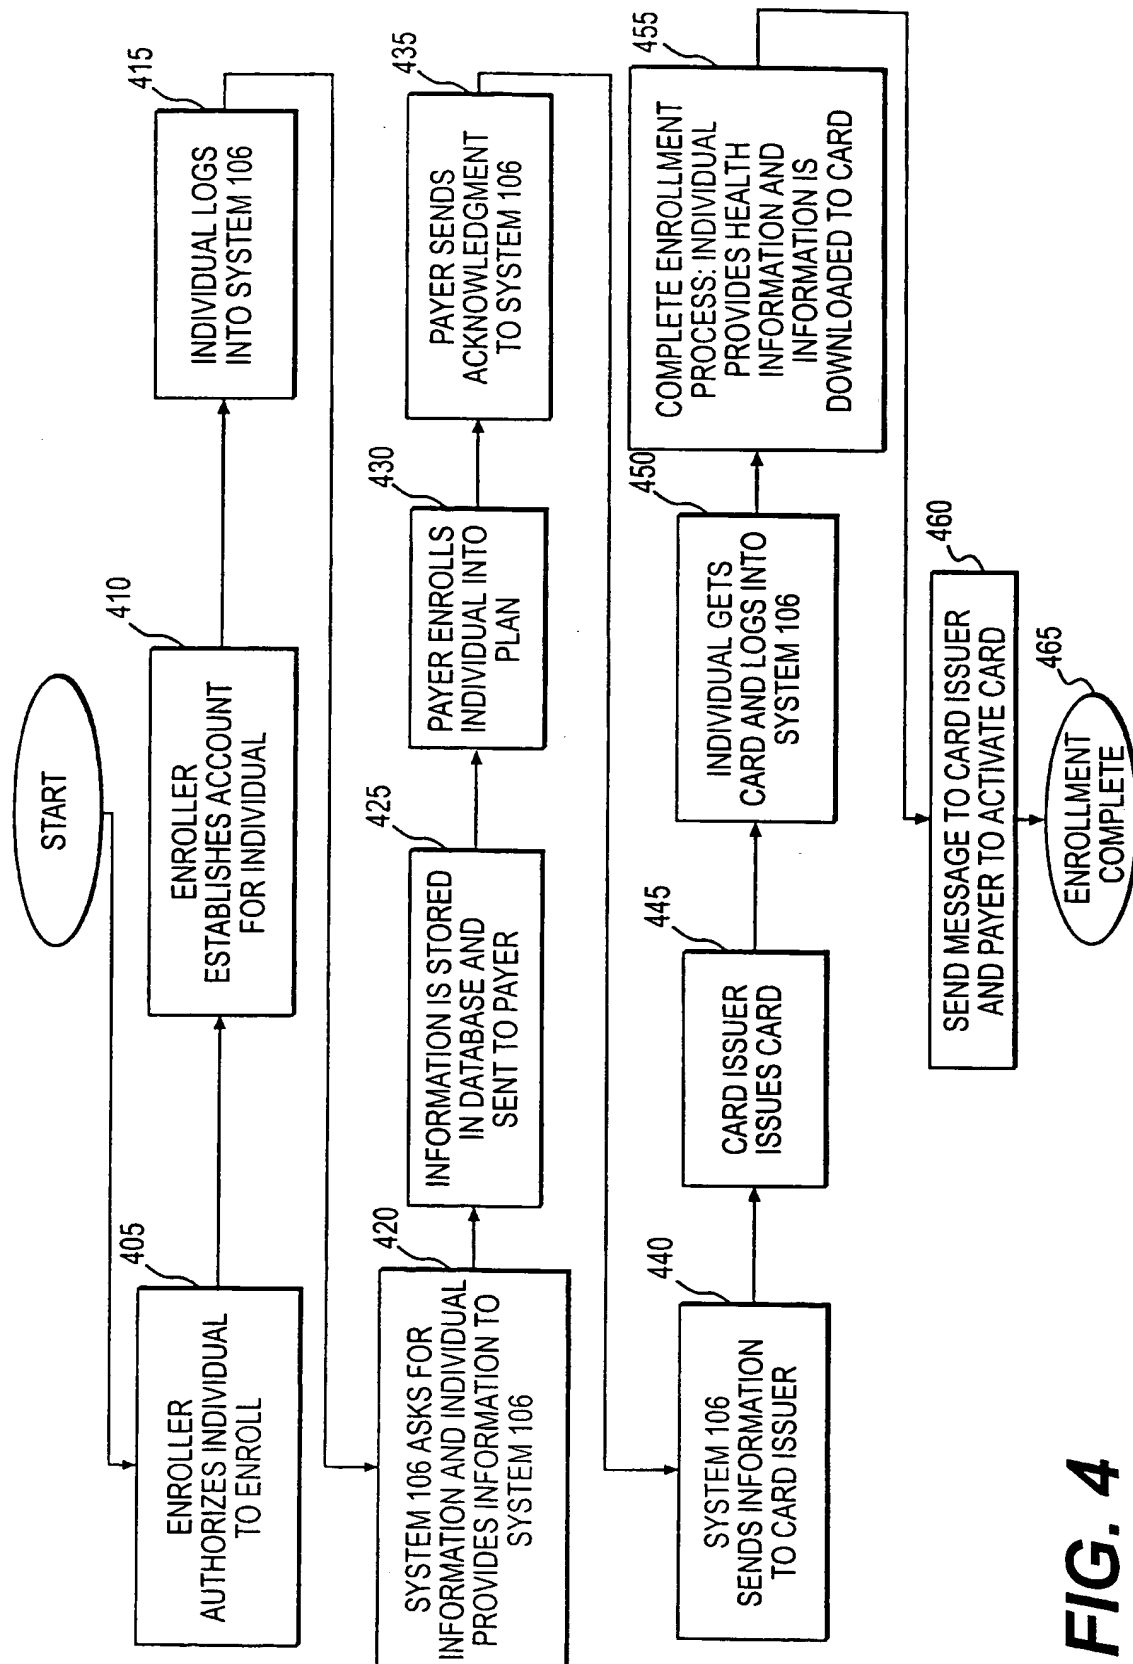 START
405
ENROLLER
AUTHORIZES INDIVIDUAL
TO ENROLL
410
ENROLLER
ESTABLISHES ACCOUNT
FOR INDIVIDUAL
415
INDIVIDUAL LOGS
INTO SYSTEM 106
420
SYSTEM 106 ASKS FOR
INFORMATION AND INDIVIDUAL
PROVIDES INFORMATION TO
SYSTEM 106
425
INFORMATION IS STORED
IN DATABASE AND
SENT TO PAYER
430
PAYER ENROLLS
INDIVIDUAL INTO
PLAN
435
PAYER SENDS
ACKNOWLEDGMENT
TO SYSTEM 106
440
SYSTEM 106
SENDS INFORMATION
TO CARD ISSUER
445
CARD ISSUER
ISSUES CARD
450
INDIVIDUAL GETS
CARD AND LOGS INTO
SYSTEM 106
455
COMPLETE ENROLLMENT
PROCESS: INDIVIDUAL
PROVIDES HEALTH
INFORMATION AND
INFORMATION IS
DOWNLOADED TO CARD
460
SEND MESSAGE TO CARD ISSUER
AND PAYER TO ACTIVATE CARD
465
ENROLLMENT
COMPLETE
FIG. 4